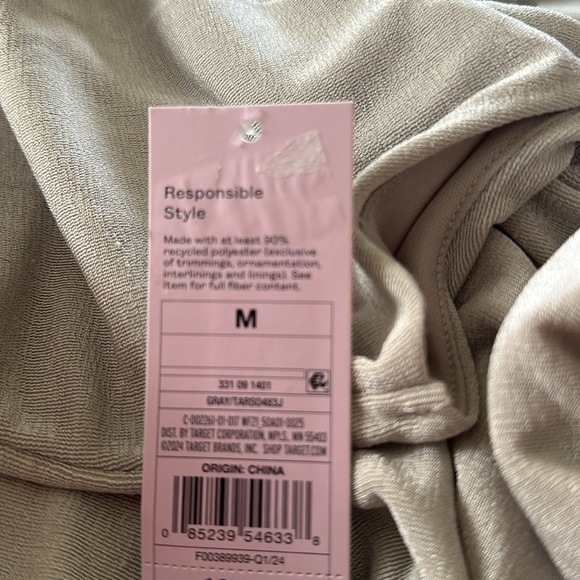 Responsible
Style
Made with at least 90%
recycled polyester (exclusive
of trimmings, ornamentation,
interlinings and linings). See
item for full fiber content.
M
331 09 1401
GRAY/TARS0483J
DIST. BY TARGET CORPORATION, MPLS., MN 55403
©2024 TARGET BRANDS, INC. SHOP TARGET.COM
ORIGIN: CHINA
0 85239 54633 8
F00389939-Q1/24